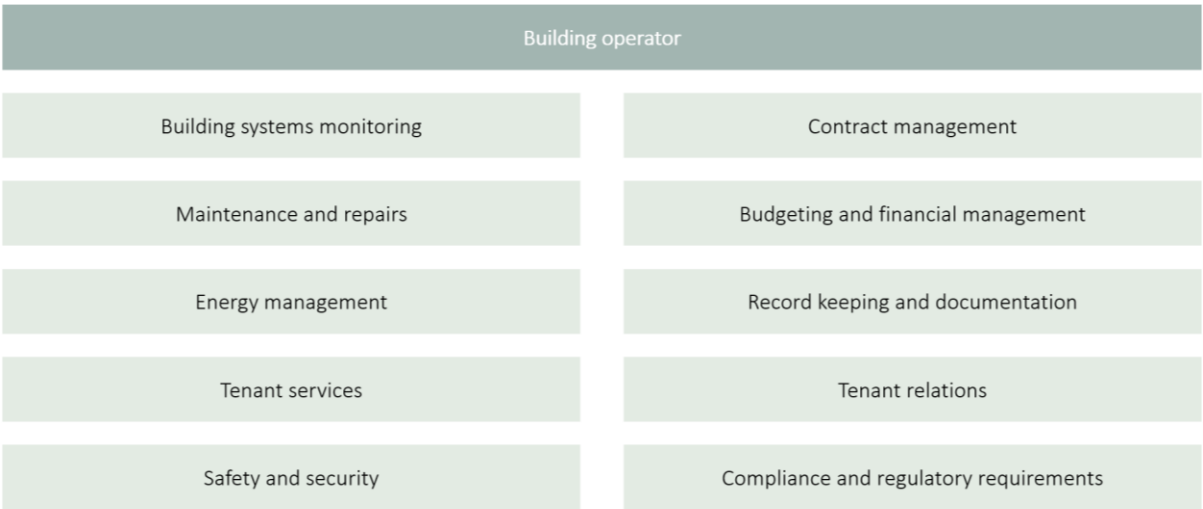 Building operator
Building systems monitoring
Contract management
Maintenance and repairs
Budgeting and financial management
Energy management
Record keeping and documentation
Tenant services
Tenant relations
Safety and security
Compliance and regulatory requirements